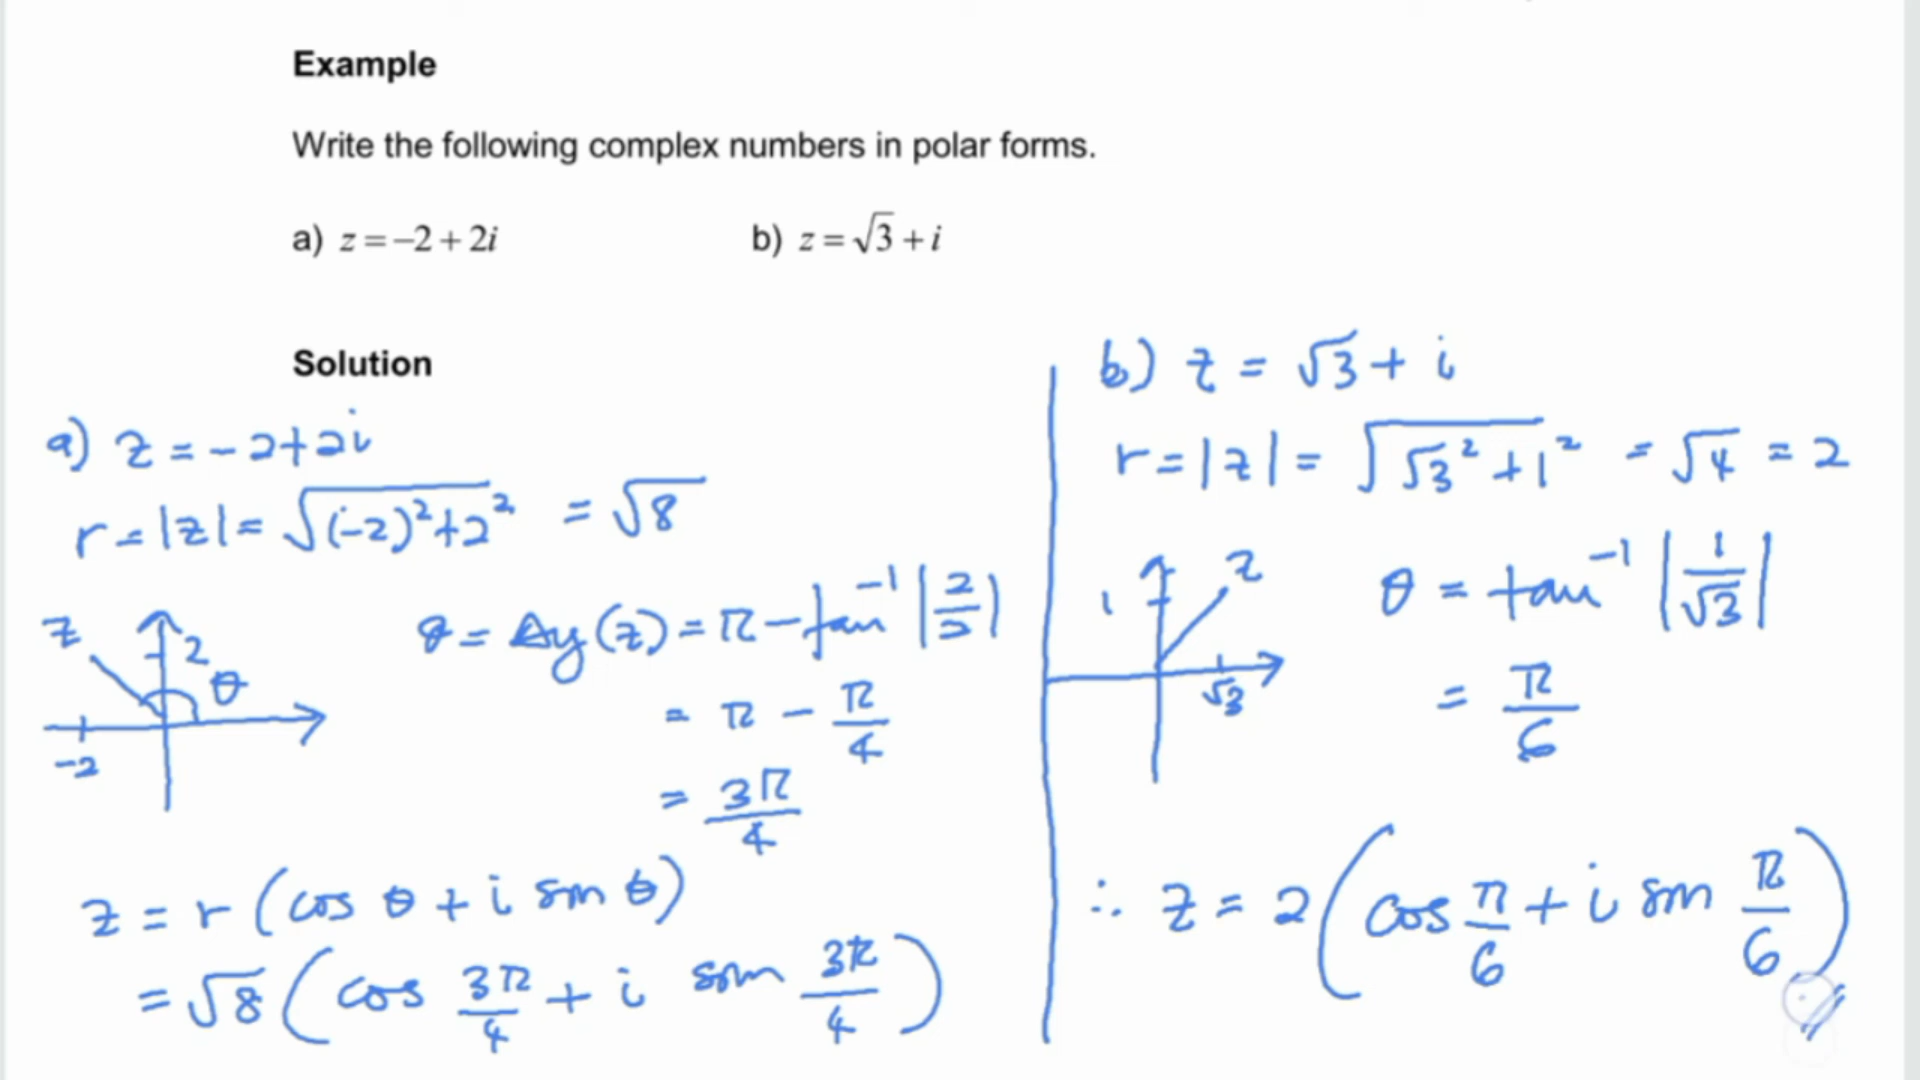 Example
Write the following complex numbers in polar forms.
a) z = −2 + 2i
b) z = √3 + i
Solution
a) z = -2+2i
r = |z| = √((-2)²+2²) = √8
z
2
θ
-2
θ = Arg(z) = π - tan⁻¹ |2/2|
= π - π/4
= 3π/4
z = r (cos θ + i sin θ)
= √8 (cos 3π/4 + i sin 3π/4)
b) z = √3 + i
r = |z| = √(√3² + 1²) = √4 = 2
z
1
√3
θ = tan⁻¹ |1/√3|
= π/6
∴ z = 2 (cos π/6 + i sin π/6)